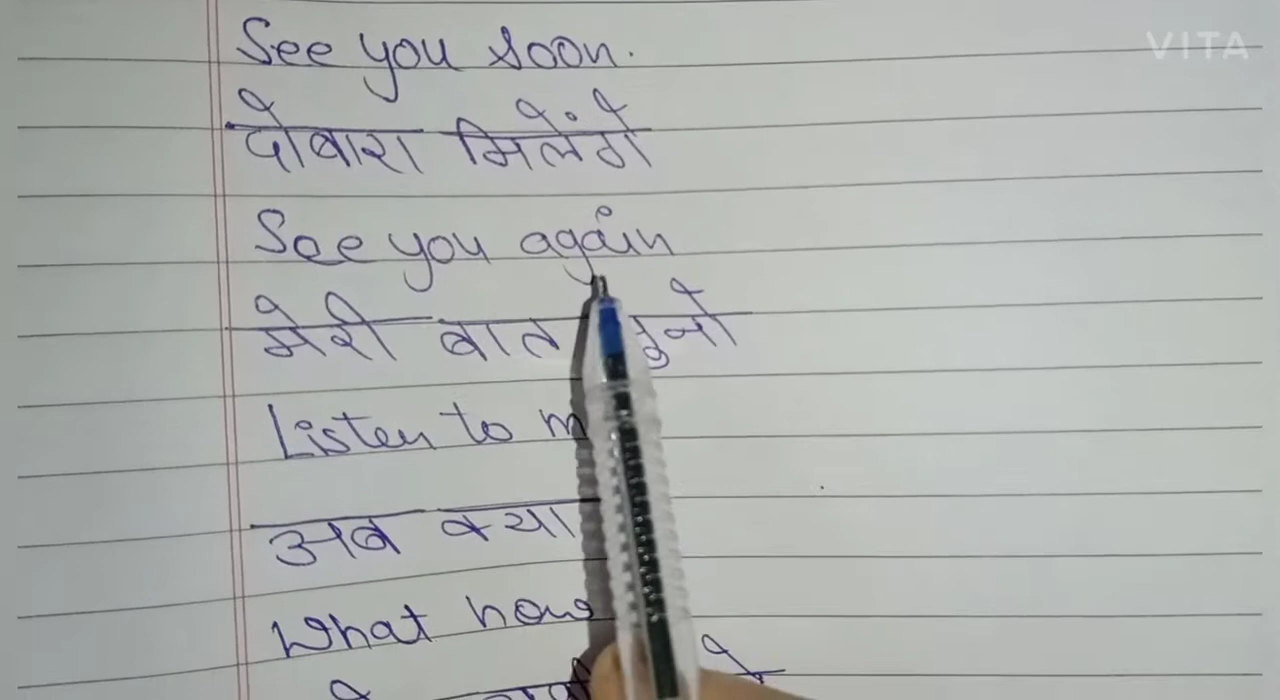 See you soon.
VITA
दोबारा मिलेंगे
See you again
मेरी बात
Listen to
अब क्या
What now